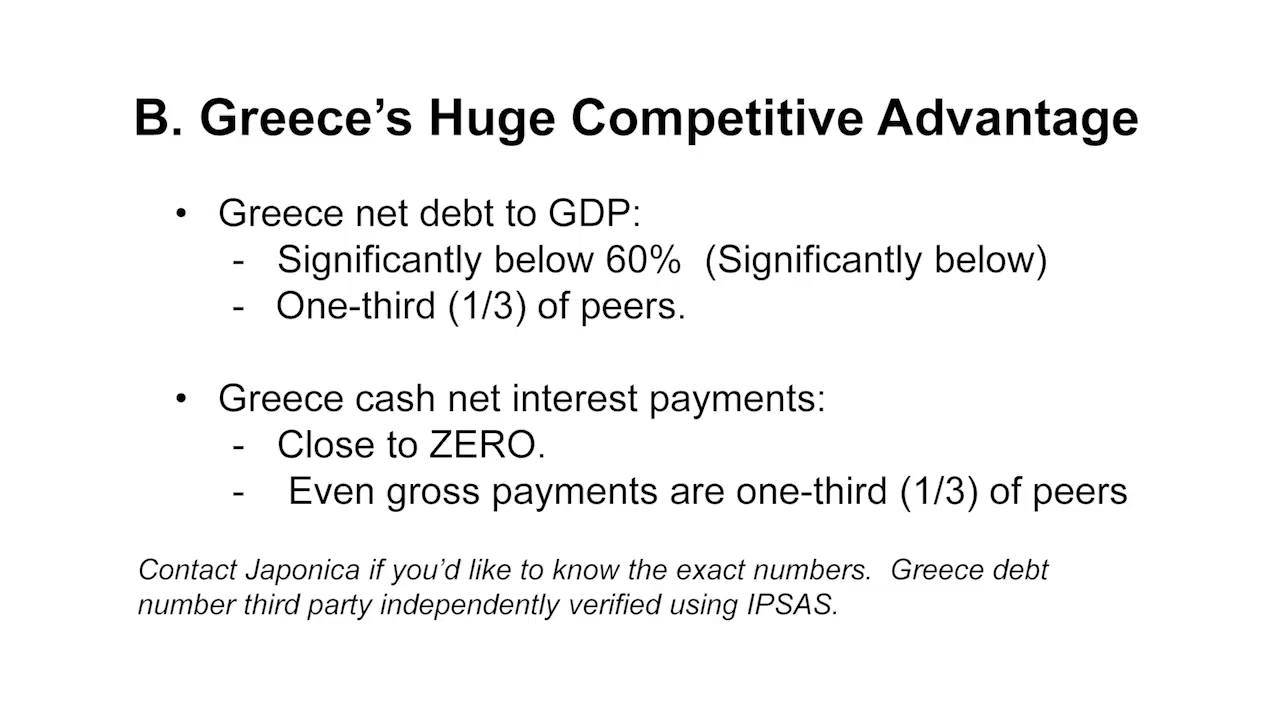 B. Greece’s Huge Competitive Advantage
• Greece net debt to GDP:
- Significantly below 60% (Significantly below)
- One-third (1/3) of peers.
• Greece cash net interest payments:
- Close to ZERO.
- Even gross payments are one-third (1/3) of peers
Contact Japonica if you’d like to know the exact numbers. Greece debt
number third party independently verified using IPSAS.